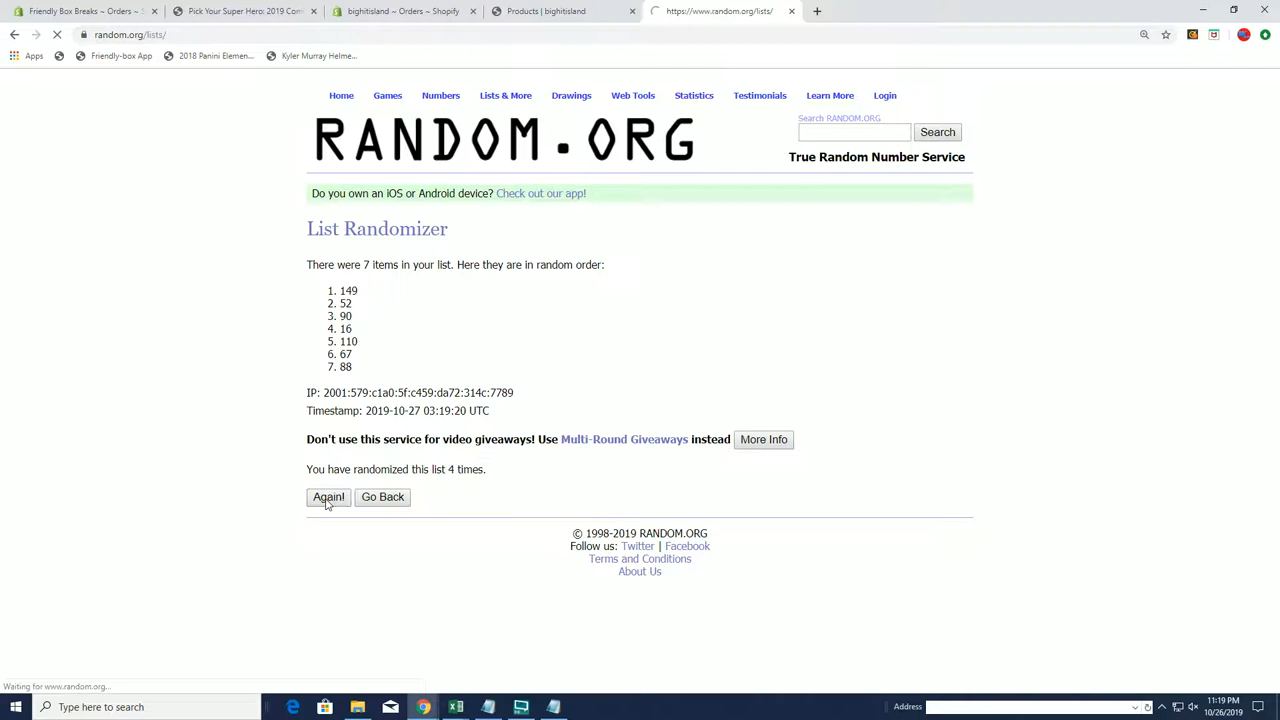 Friendly Box Breaks ~ Orders ~ S
Pick Your Super Hero: 2019 Com
bighitisland ~ Orders ~ Shopify
Products | bighitisland
https://www.random.org/lists/
random.org/lists/
Apps
Friendly-box App
2018 Panini Elemen...
Kyler Murray Helme...
Home Games Numbers Lists & More Drawings Web Tools Statistics Testimonials Learn More Login
RANDOM.ORG
Search RANDOM.ORG
Search
True Random Number Service
Do you own an iOS or Android device? Check out our app!
List Randomizer
There were 7 items in your list. Here they are in random order:
1. 149
2. 52
3. 90
4. 16
5. 110
6. 67
7. 88
IP: 2001:579:c1a0:5f:c459:da72:314c:7789
Timestamp: 2019-10-27 03:19:20 UTC
Don't use this service for video giveaways! Use Multi-Round Giveaways instead More Info
You have randomized this list 4 times.
Again! Go Back
© 1998-2019 RANDOM.ORG
Follow us: Twitter | Facebook
Terms and Conditions
About Us
Waiting for www.random.org...
Type here to search
Address
11:19 PM
10/26/2019